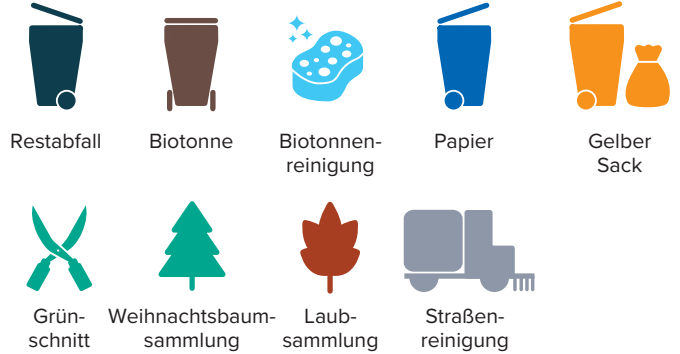 Restabfall
Biotonne
Biotonnen-
reinigung
Papier
Gelber
Sack
Grün-
schnitt
Weihnachtsbaum-
sammlung
Laub-
sammlung
Straßen-
reinigung